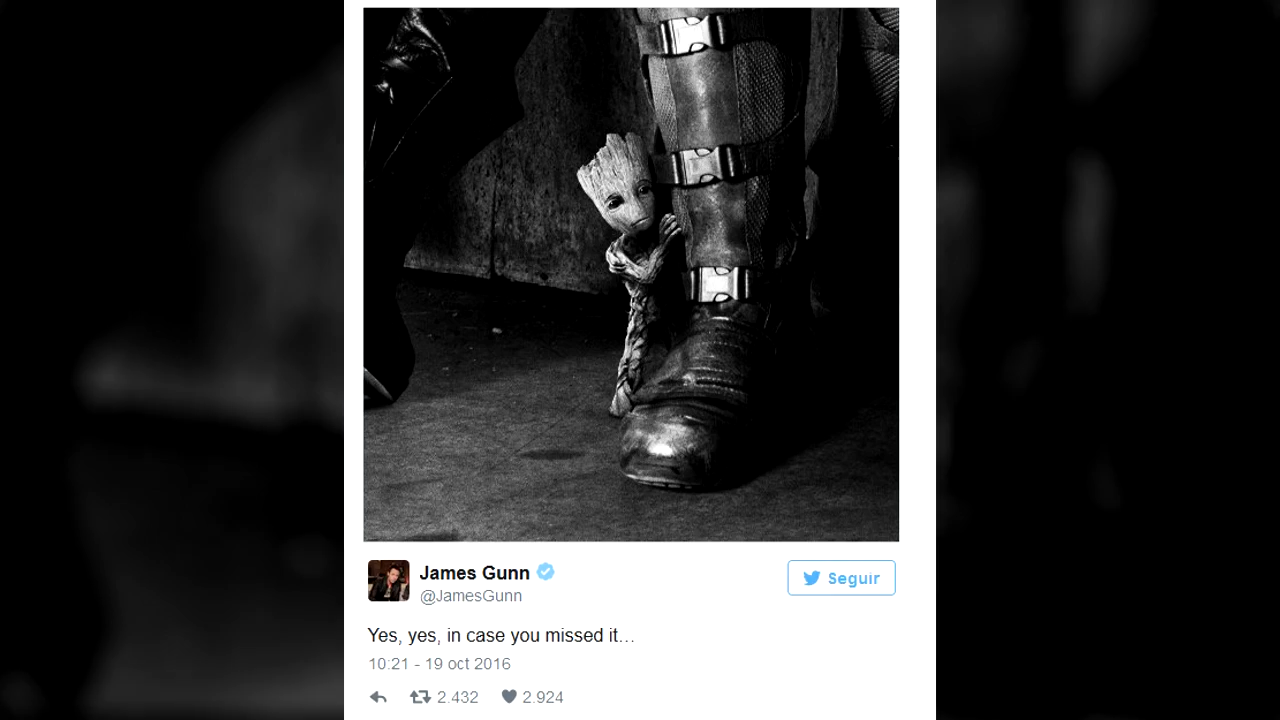 James Gunn
@JamesGunn
Seguir
Yes, yes, in case you missed it...
10:21 - 19 oct 2016
2.432 2.924